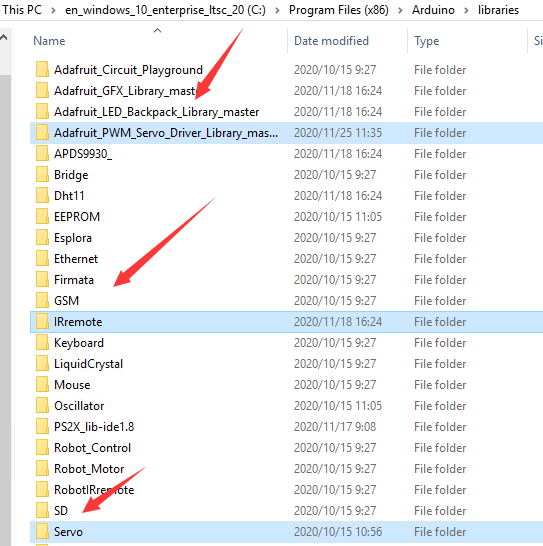 This PC > en_windows_10_enterprise_ltsc_20 (C:) > Program Files (x86) > Arduino > libraries
Name Date modified Type Si
Adafruit_Circuit_Playground 2020/10/15 9:27 File folder
Adafruit_GFX_Library_master 2020/11/18 16:24 File folder
Adafruit_LED_Backpack_Library_master 2020/11/18 16:24 File folder
Adafruit_PWM_Servo_Driver_Library_mas... 2020/11/25 11:35 File folder
APDS9930_ 2020/11/18 16:24 File folder
Bridge 2020/10/15 9:27 File folder
Dht11 2020/11/18 16:24 File folder
EEPROM 2020/10/15 11:05 File folder
Esplora 2020/10/15 9:27 File folder
Ethernet 2020/10/15 9:27 File folder
Firmata 2020/10/15 9:27 File folder
GSM 2020/10/15 9:27 File folder
IRremote 2020/11/18 16:24 File folder
Keyboard 2020/10/15 9:27 File folder
LiquidCrystal 2020/10/15 9:27 File folder
Mouse 2020/10/15 9:27 File folder
Oscillator 2020/10/15 11:05 File folder
PS2X_lib-ide1.8 2020/11/17 9:08 File folder
Robot_Control 2020/10/15 9:27 File folder
Robot_Motor 2020/10/15 9:27 File folder
RobotIRremote 2020/10/15 9:27 File folder
SD 2020/10/15 9:27 File folder
Servo 2020/10/15 10:56 File folder